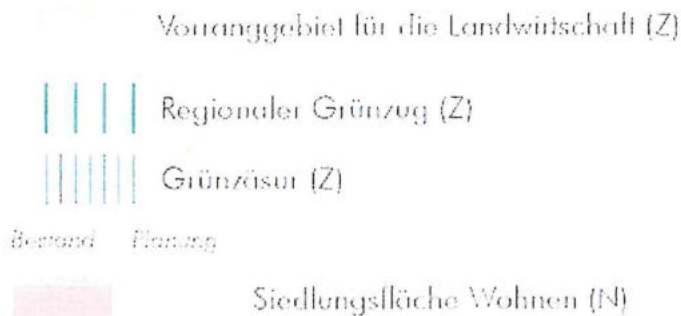 Vorranggebiet für die Landwirtschaft (Z)
Regionaler Grünzug (Z)
Grünzäsur (Z)
Bestand Planung
Siedlungsfläche Wohnen (N)